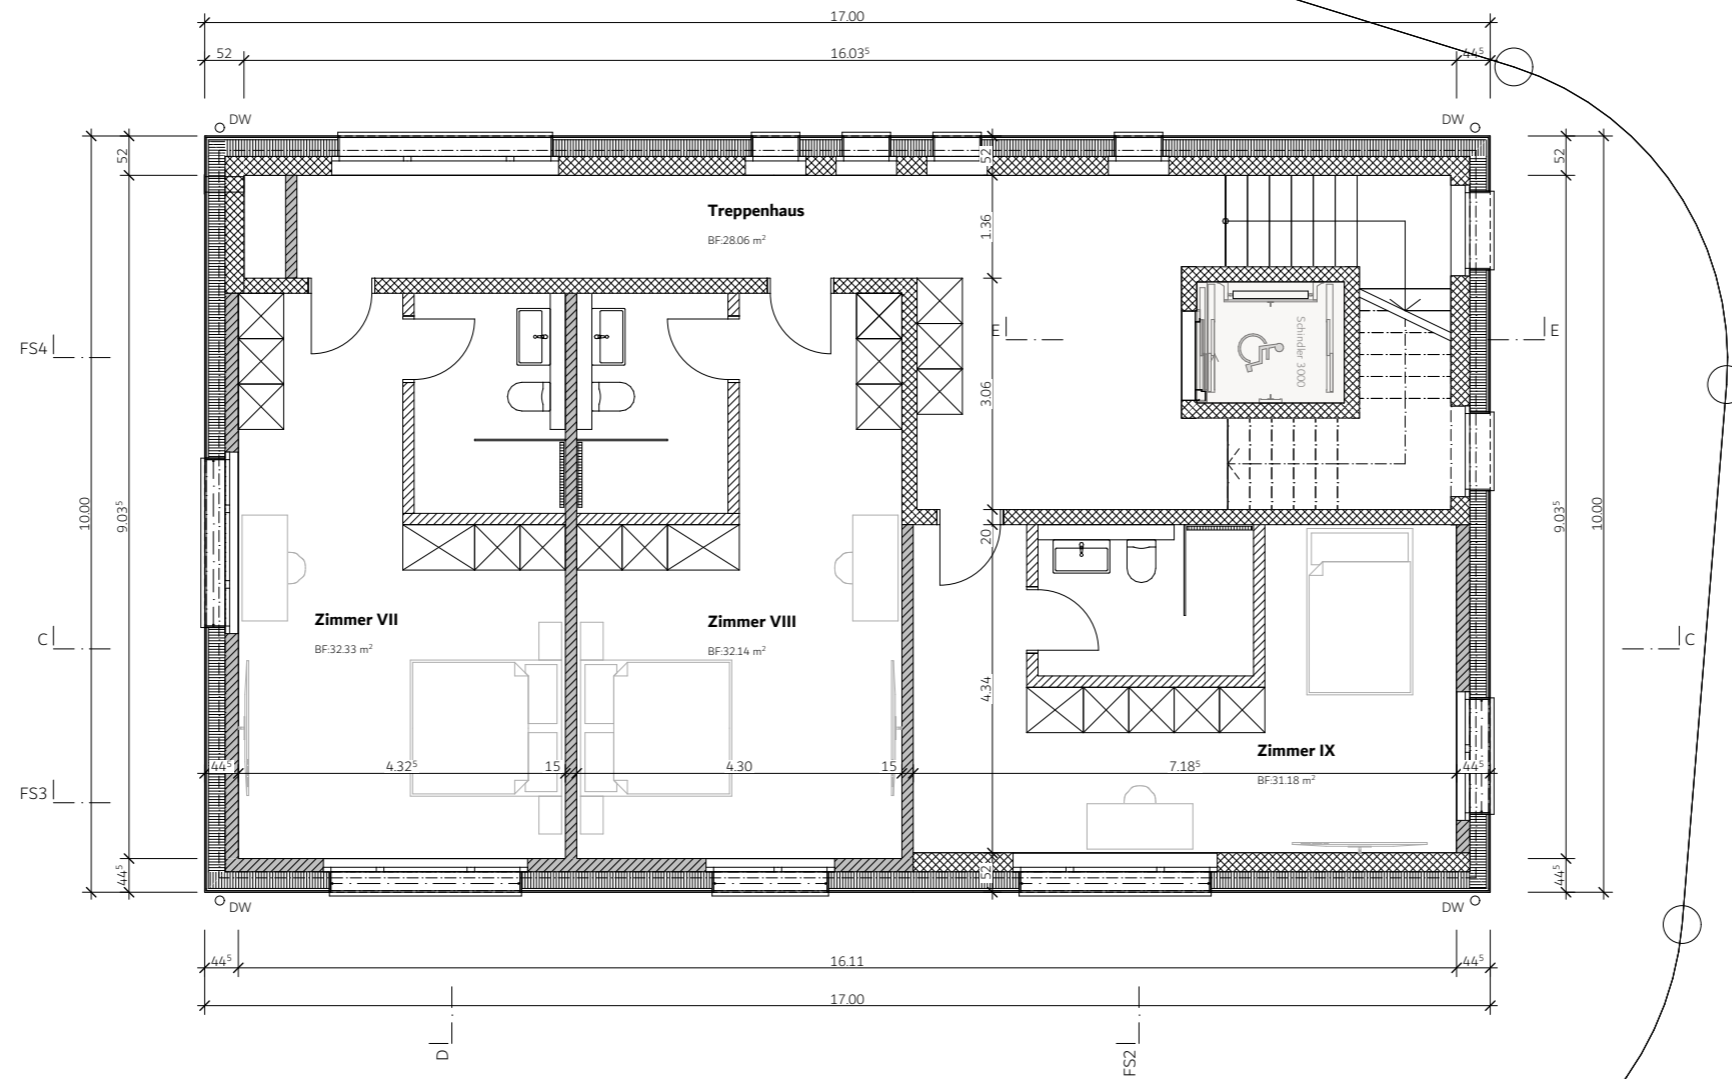 17.00
52
16.03⁵
44⁵
DW
DW
52
52
52
Treppenhaus
BF:28.06 m²
1.36
E
Schindler 3000
E
FS4
3.06
10.00
9.03⁵
9.03⁵
10.00
20
Zimmer VII
BF:32.33 m²
Zimmer VIII
BF:32.14 m²
C
C
4.34
Zimmer IX
BF:31.18 m²
44⁵
4.32⁵
15
4.30
15
7.18⁵
44⁵
FS3
44⁵
52
44⁵
DW
DW
44⁵
16.11
44⁵
17.00
D
FS2